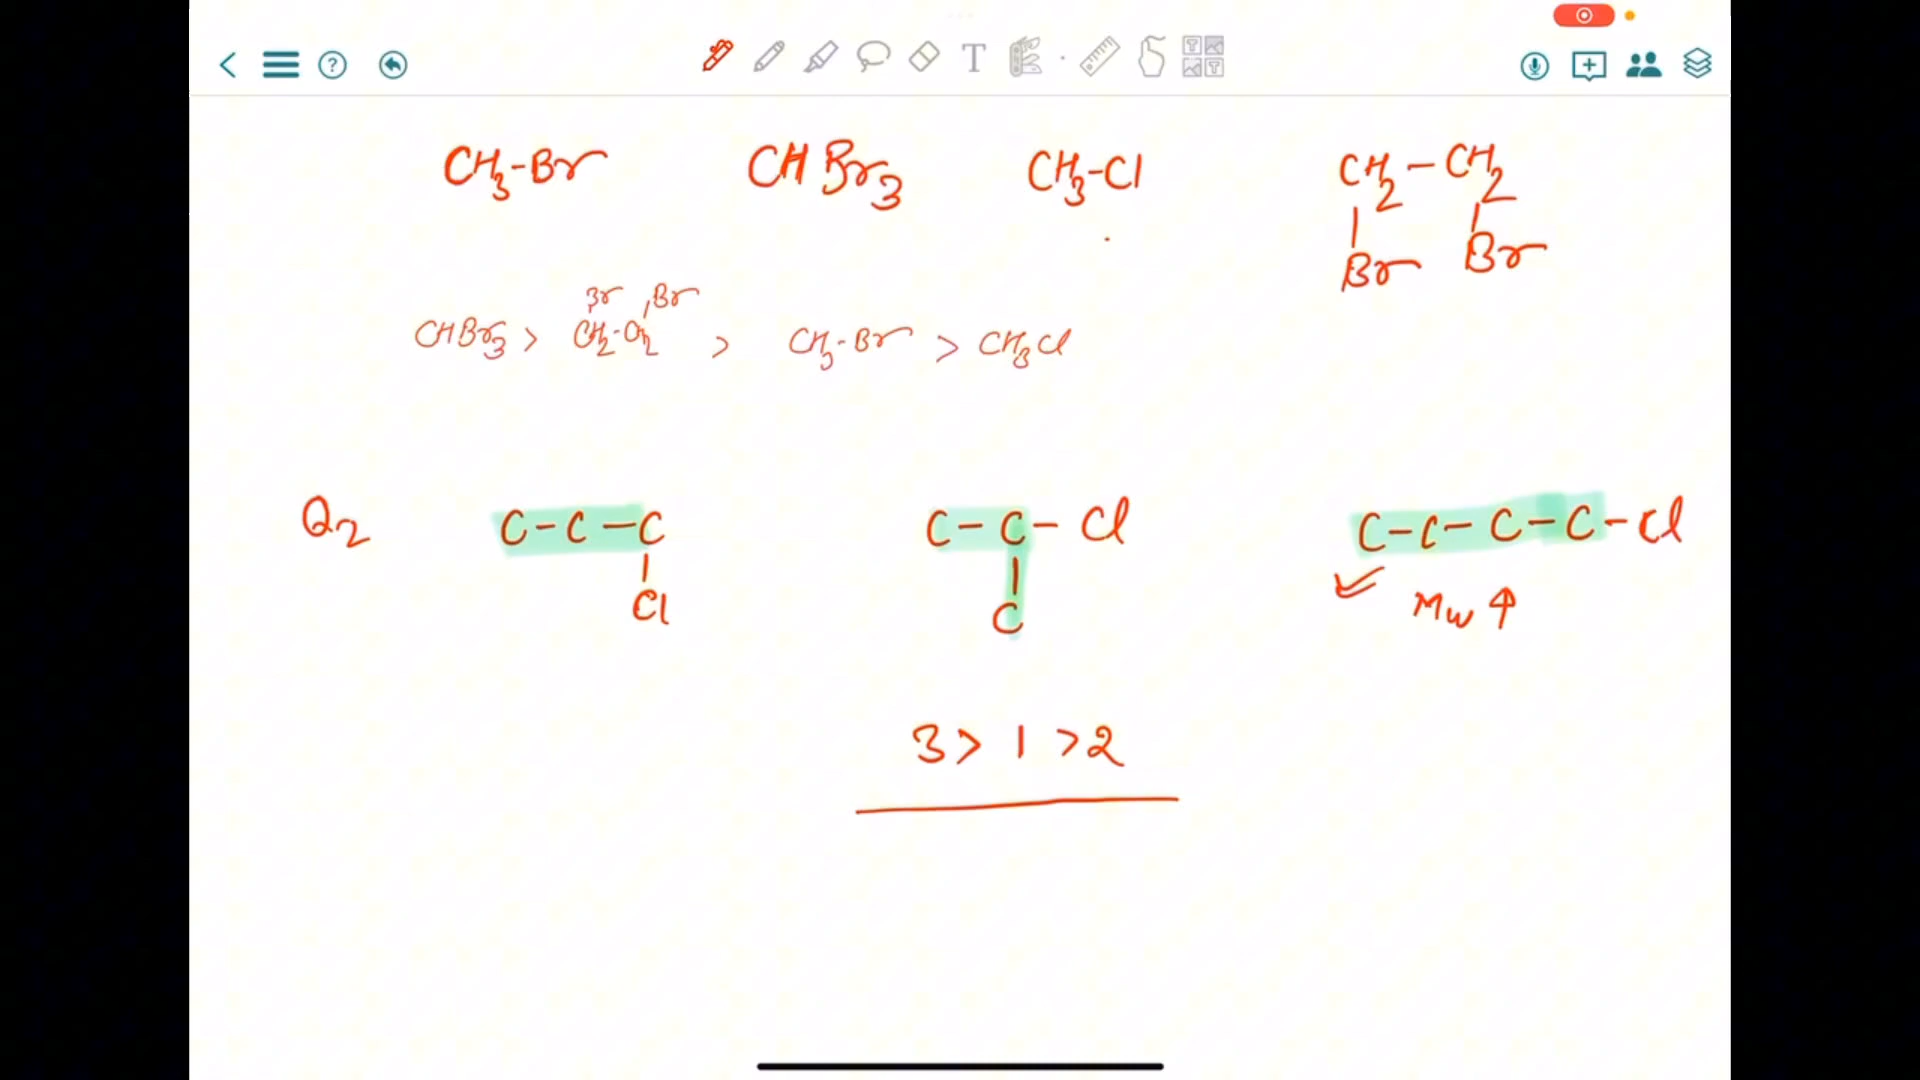 CH3-Br CHBr3 CH3-Cl CH2-CH2
Br Br
Br Br
CHBr3 > CH2-CH2 > CH3-Br > CH3Cl
Q2 C-C-C C-C-Cl C-C-C-C-Cl
Cl C Mw ↑
3 > 1 > 2